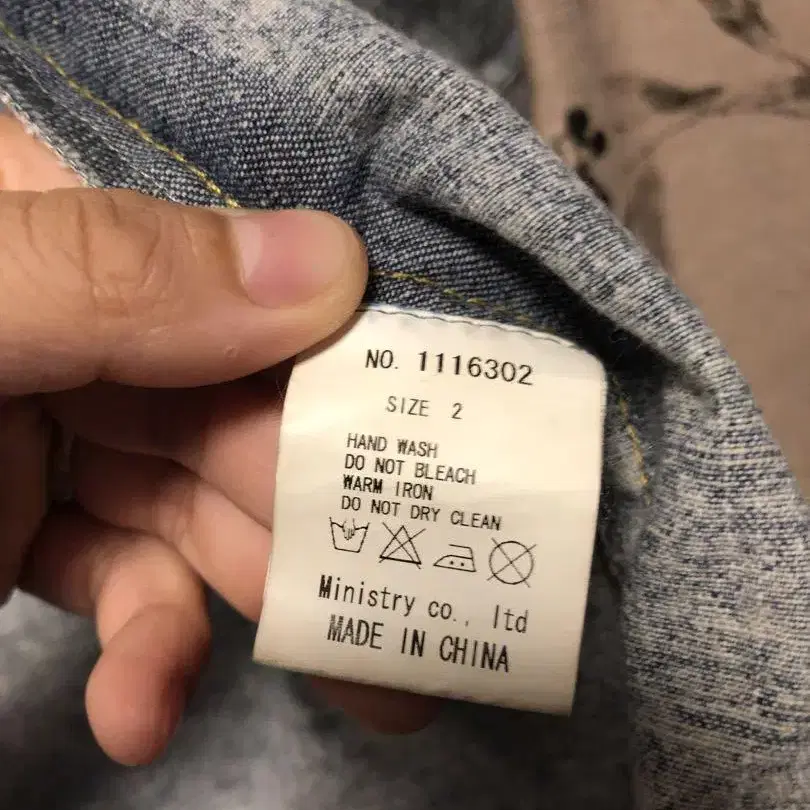 NO. 1116302
SIZE 2
HAND WASH
DO NOT BLEACH
WARM IRON
DO NOT DRY CLEAN
Ministry co., ltd
MADE IN CHINA